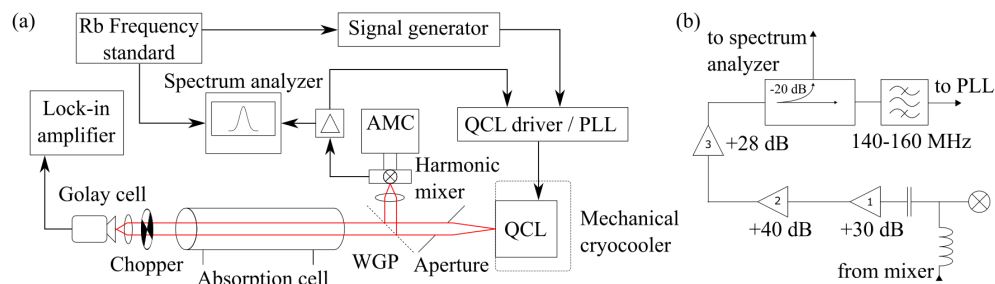 (a)
Rb Frequency
standard
Signal generator
Spectrum analyzer
Lock-in
amplifier
AMC
QCL driver / PLL
Harmonic
mixer
Golay cell
QCL
Mechanical
cryocooler
Chopper
WGP
Aperture
Absorption cell
(b)
to spectrum
analyzer
-20 dB
to PLL
3
+28 dB
140-160 MHz
2
1
+40 dB
+30 dB
from mixer